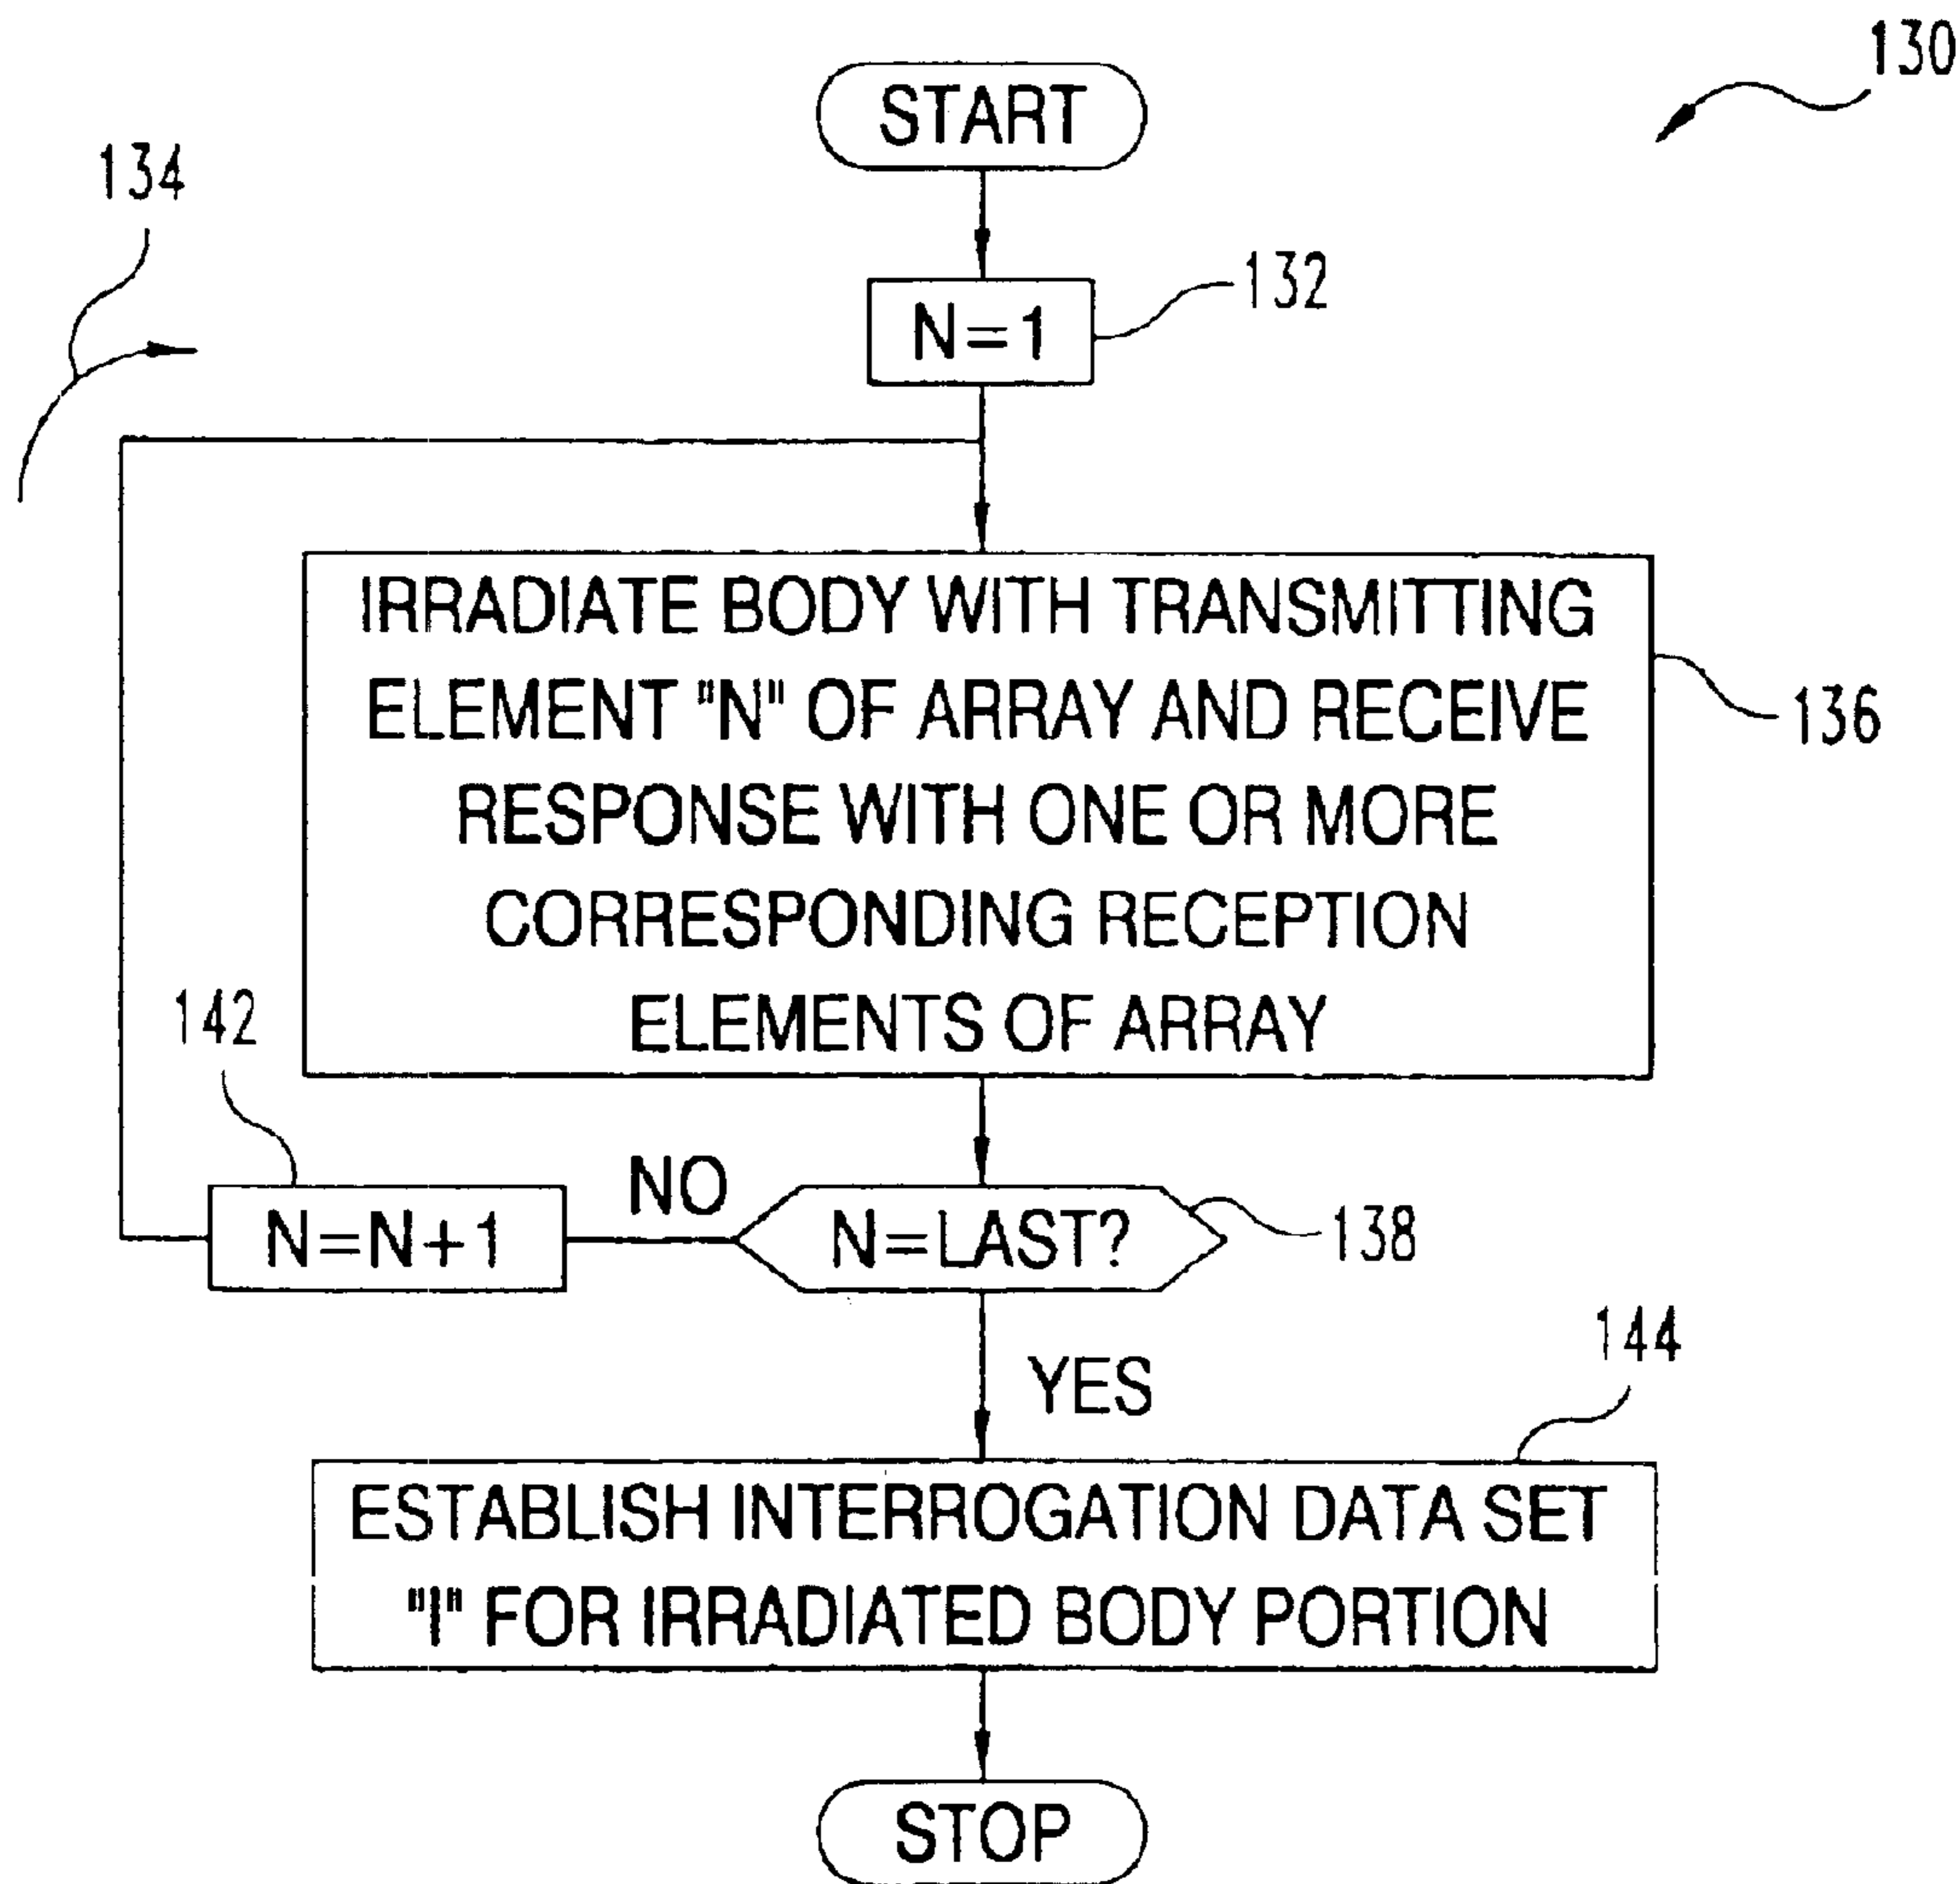 130
START
134
132
N=1
IRRADIATE BODY WITH TRANSMITTING
ELEMENT "N" OF ARRAY AND RECEIVE
RESPONSE WITH ONE OR MORE
CORRESPONDING RECEPTION
ELEMENTS OF ARRAY
136
142
NO
N=N+1
N=LAST?
138
YES
144
ESTABLISH INTERROGATION DATA SET
"I" FOR IRRADIATED BODY PORTION
STOP